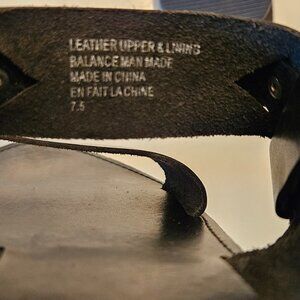 LEATHER UPPER & LINING
BALANCE MAN MADE
MADE IN CHINA
EN FAIT LA CHINE
7.5